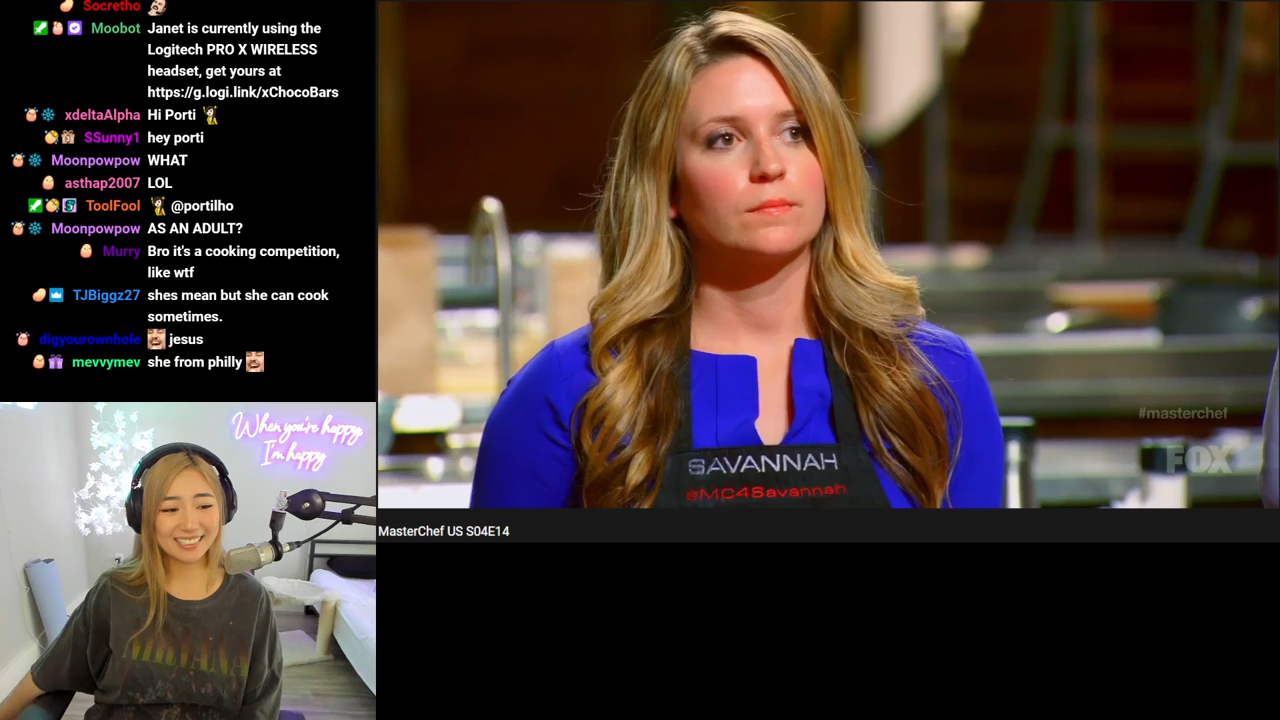 Socretho
Moobot Janet is currently using the
Logitech PRO X WIRELESS
headset, get yours at
https://g.logi.link/xChocoBars
xdeltaAlpha Hi Porti
SSunny1 hey porti
Moonpowpow WHAT
asthap2007 LOL
ToolFool @portilho
Moonpowpow AS AN ADULT?
Murry Bro it's a cooking competition,
like wtf
TJBiggz27 shes mean but she can cook
sometimes.
digyourownhole jesus
mevvymev she from philly
When you're happy
I'm happy
NIRVANA
SAVANNAH
@MC4Savannah
#masterchef
FOX
MasterChef US S04E14